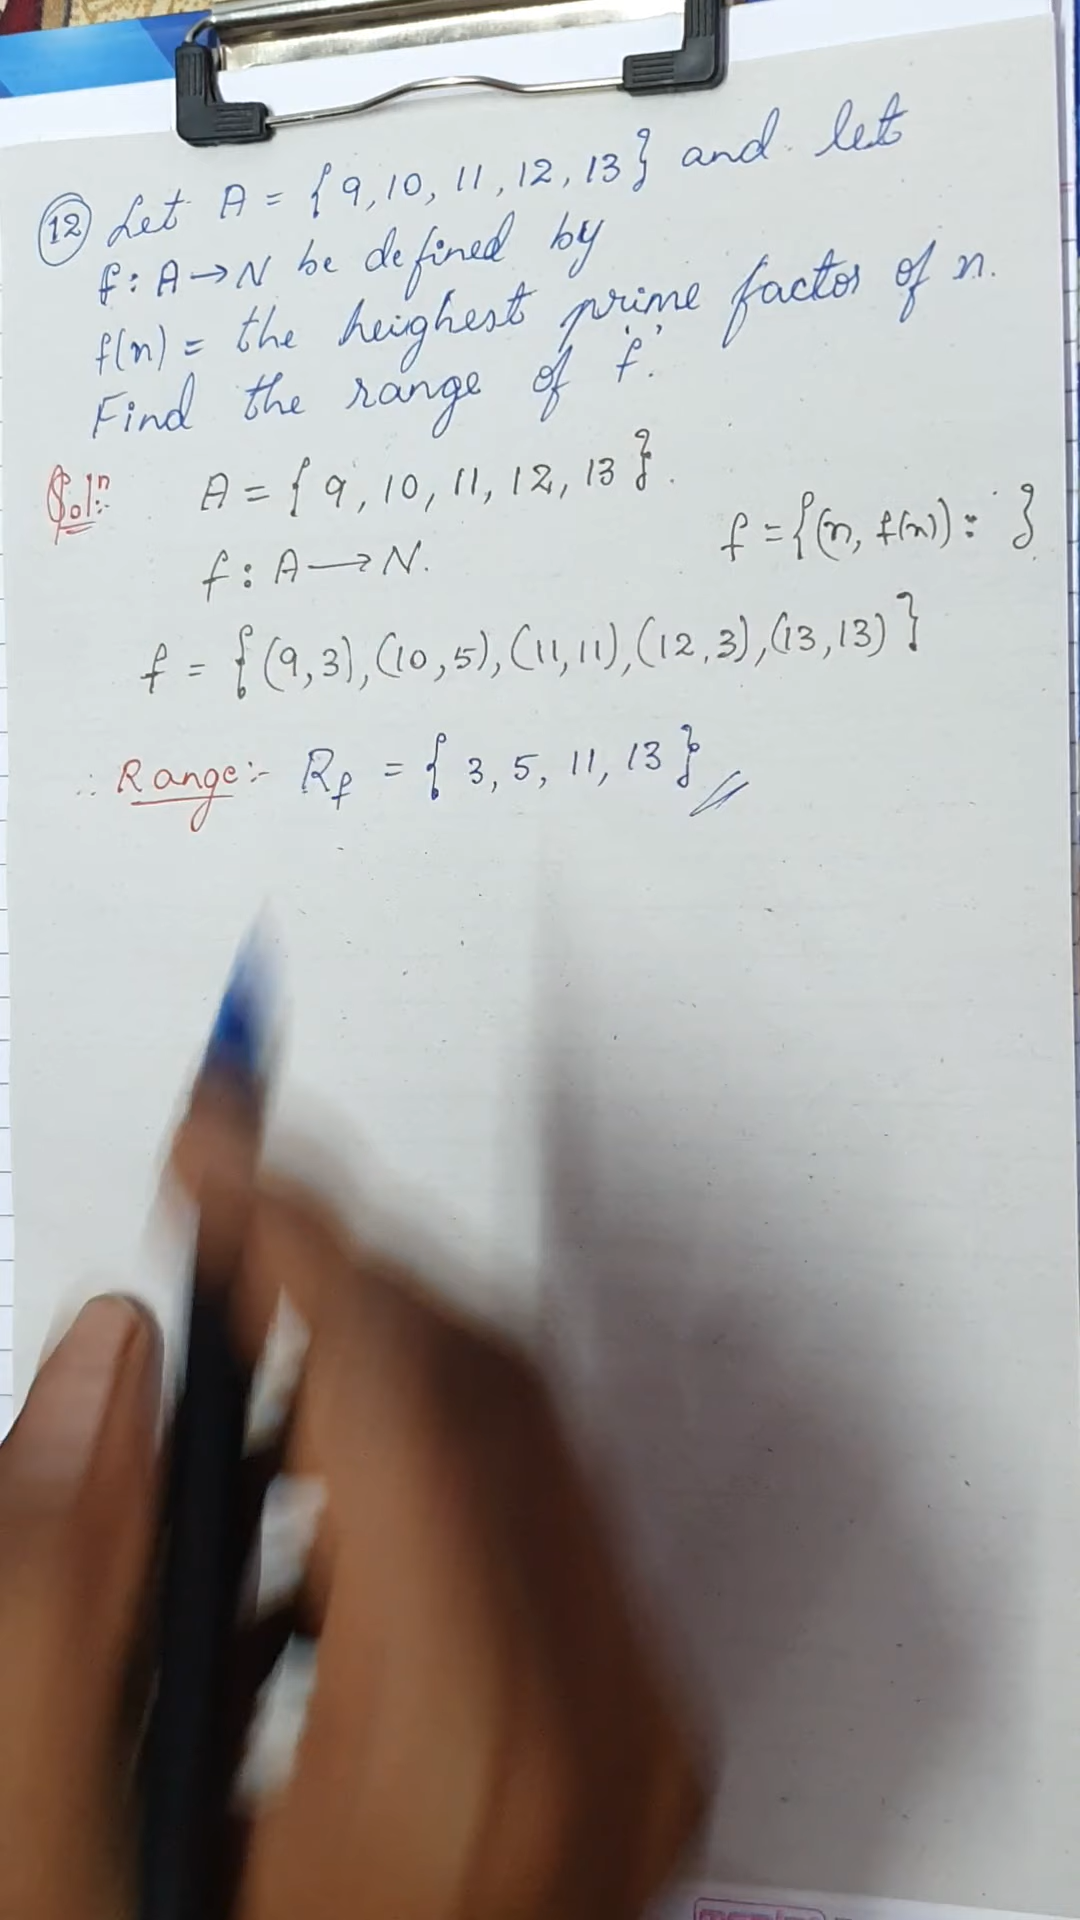 12 Let A = { 9, 10, 11, 12, 13 } and let
f : A → N be defined by
f(n) = the heighest prime factor of n.
Find the range of 'f'.
Solⁿ:- A = { 9, 10, 11, 12, 13 }.
f : A → N.
f = {(n, f(n)) : }
f = { (9, 3), (10, 5), (11, 11), (12, 3), (13, 13) }
∴ Range:- R_f = { 3, 5, 11, 13 }